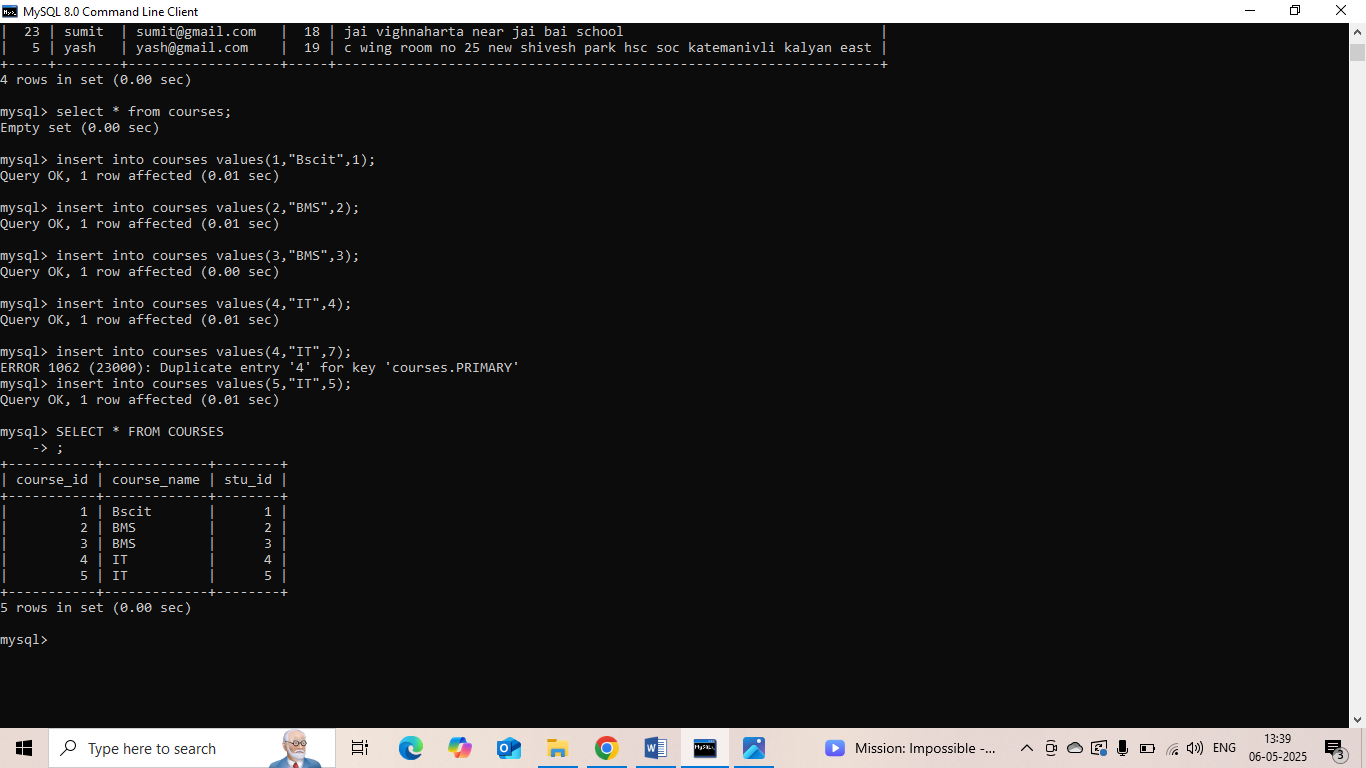 MySQL 8.0 Command Line Client
|  23 | sumit  | sumit@gmail.com   |  18 | jai vighnaharta near jai bai school                                |
|   5 | yash   | yash@gmail.com    |  19 | c wing room no 25 new shivesh park hsc soc katemanivli kalyan east |
+-----+--------+-------------------+-----+--------------------------------------------------------------------+
4 rows in set (0.00 sec)
mysql> select * from courses;
Empty set (0.00 sec)
mysql> insert into courses values(1,"Bscit",1);
Query OK, 1 row affected (0.01 sec)
mysql> insert into courses values(2,"BMS",2);
Query OK, 1 row affected (0.01 sec)
mysql> insert into courses values(3,"BMS",3);
Query OK, 1 row affected (0.00 sec)
mysql> insert into courses values(4,"IT",4);
Query OK, 1 row affected (0.01 sec)
mysql> insert into courses values(4,"IT",7);
ERROR 1062 (23000): Duplicate entry '4' for key 'courses.PRIMARY'
mysql> insert into courses values(5,"IT",5);
Query OK, 1 row affected (0.01 sec)
mysql> SELECT * FROM COURSES
    -> ;
+-----------+-------------+--------+
| course_id | course_name | stu_id |
+-----------+-------------+--------+
|         1 | Bscit       |      1 |
|         2 | BMS         |      2 |
|         3 | BMS         |      3 |
|         4 | IT          |      4 |
|         5 | IT          |      5 |
+-----------+-------------+--------+
5 rows in set (0.00 sec)
mysql>
Type here to search
Mission: Impossible -...
ENG
13:39
06-05-2025
3